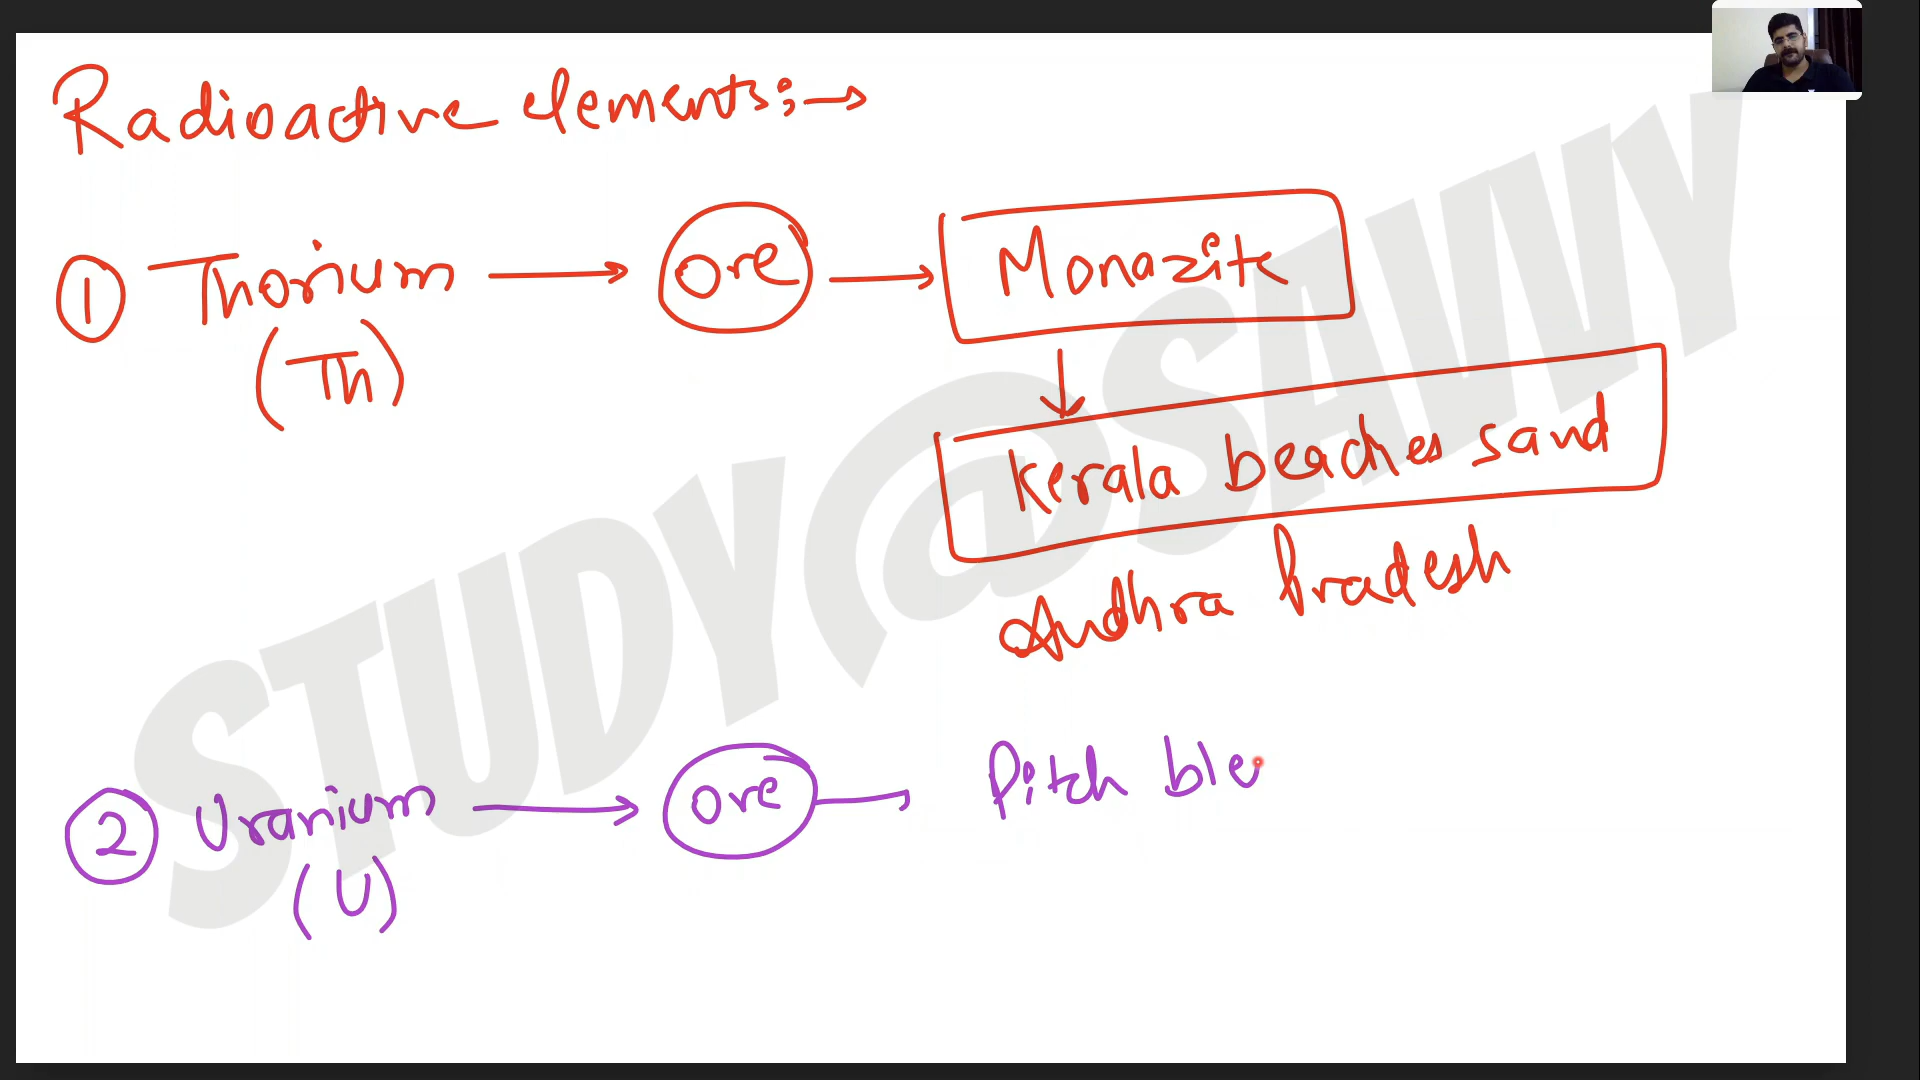 Radioactive elements:→
① Thorium → ore → Monazite
(Th)
Kerala beaches sand
Andhra Pradesh
② Uranium → ore → Pitch ble
(U)
STUDY@SAVVY